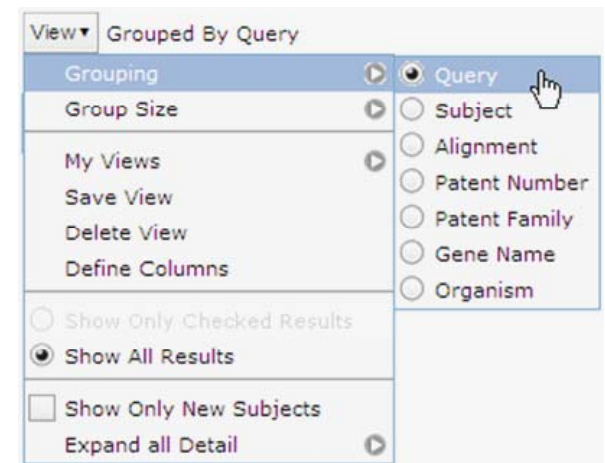 View▼ Grouped By Query
Grouping
Group Size
My Views
Save View
Delete View
Define Columns
Show Only Checked Results
Show All Results
Show Only New Subjects
Expand all Detail
Query
Subject
Alignment
Patent Number
Patent Family
Gene Name
Organism